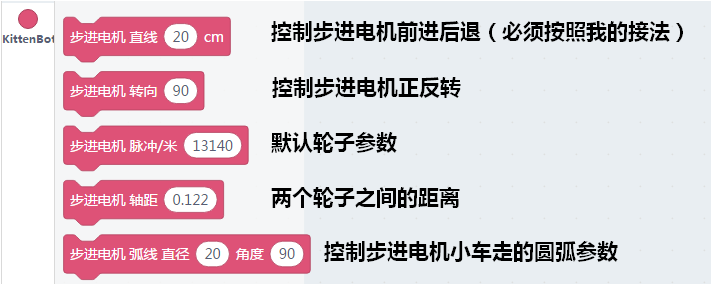 KittenBot
步进电机 直线 20 cm 控制步进电机前进后退（必须按照我的接法）
步进电机 转向 90 控制步进电机正反转
步进电机 脉冲/米 13140 默认轮子参数
步进电机 轴距 0.122 两个轮子之间的距离
步进电机 弧线 直径 20 角度 90 控制步进电机小车走的圆弧参数